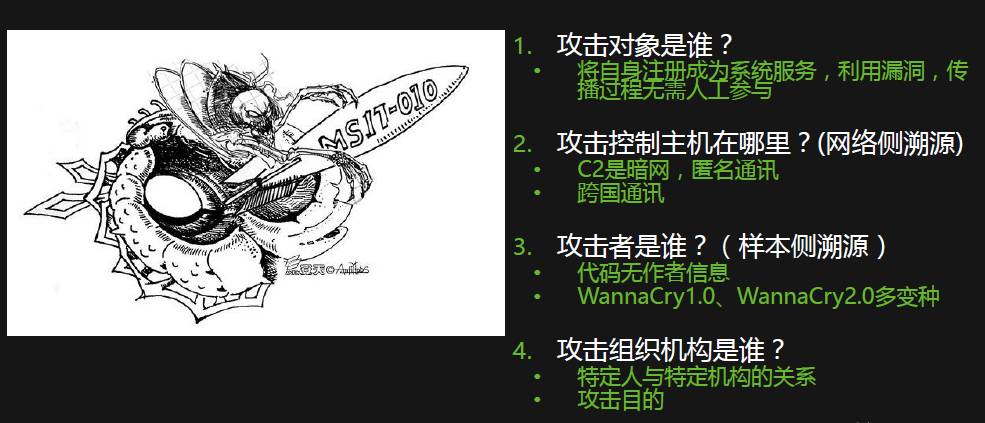 MS17-010
安天©Antiy Labs
1. 攻击对象是谁？
• 将自身注册成为系统服务，利用漏洞，传
播过程无需人工参与
2. 攻击控制主机在哪里？(网络侧溯源)
• C2是暗网，匿名通讯
• 跨国通讯
3. 攻击者是谁？（样本侧溯源）
• 代码无作者信息
• WannaCry1.0、WannaCry2.0多变种
4. 攻击组织机构是谁？
• 特定人与特定机构的关系
• 攻击目的